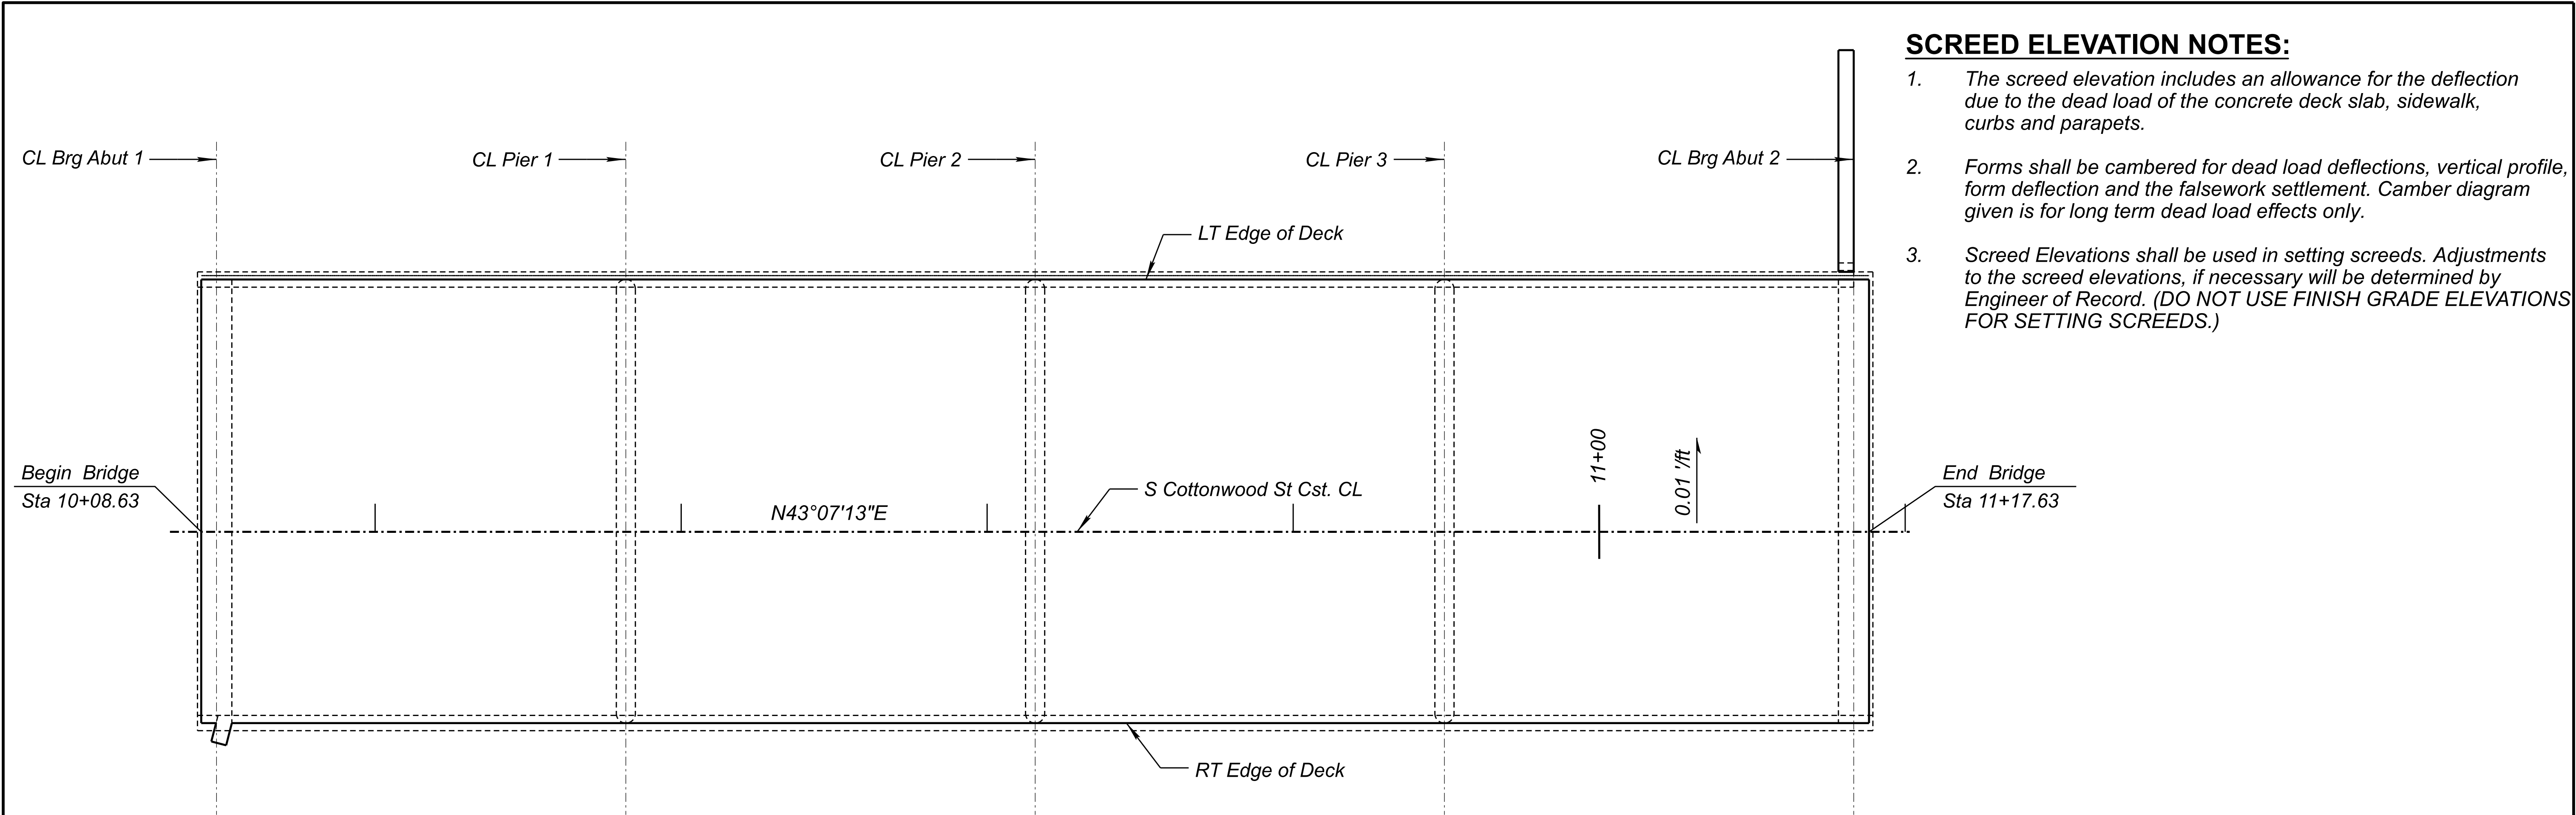 SCREED ELEVATION NOTES:
1. The screed elevation includes an allowance for the deflection
due to the dead load of the concrete deck slab, sidewalk,
curbs and parapets.
2. Forms shall be cambered for dead load deflections, vertical profile,
form deflection and the falsework settlement. Camber diagram
given is for long term dead load effects only.
3. Screed Elevations shall be used in setting screeds. Adjustments
to the screed elevations, if necessary will be determined by
Engineer of Record. (DO NOT USE FINISH GRADE ELEVATIONS
FOR SETTING SCREEDS.)
CL Brg Abut 1
CL Pier 1
CL Pier 2
CL Pier 3
CL Brg Abut 2
LT Edge of Deck
Begin Bridge
Sta 10+08.63
N43°07'13"E
S Cottonwood St Cst. CL
11+00
0.01 '/ft
End Bridge
Sta 11+17.63
RT Edge of Deck